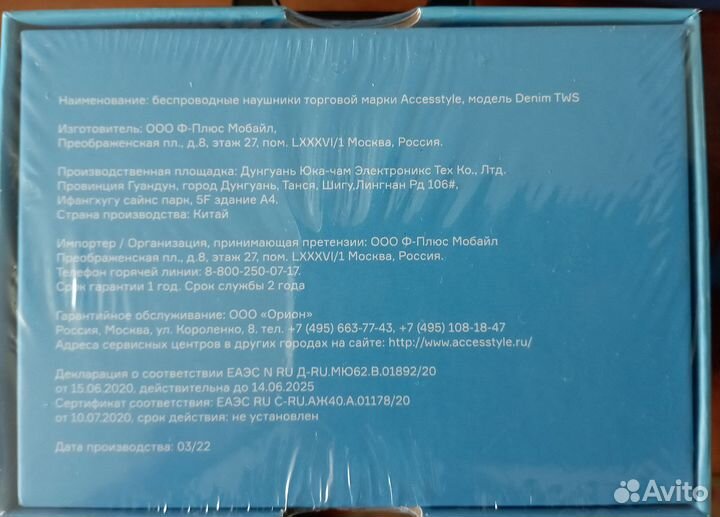 Наименование: беспроводные наушники торговой марки Accesstyle, модель Denim TWS
Изготовитель: ООО Ф-Плюс Мобайл,
Преображенская пл., д.8, этаж 27, пом. LXXXVI/1 Москва, Россия.
Производственная площадка: Дунгуань Юка-чам Электроникс Тех Ко., Лтд.
Провинция Гуандун, город Дунгуань, Танся, Шигу,Лингнан Рд 106#,
Ифангхугу сайнс парк, 5F здание A4.
Страна производства: Китай
Импортер / Организация, принимающая претензии: ООО Ф-Плюс Мобайл
Преображенская пл., д.8, этаж 27, пом. LXXXVI/1 Москва, Россия.
Телефон горячей линии: 8-800-250-07-17.
Срок гарантии 1 год. Срок службы 2 года
Гарантийное обслуживание: ООО «Орион»
Россия, Москва, ул. Короленко, 8. тел. +7 (495) 663-77-43, +7 (495) 108-18-47
Адреса сервисных центров в других городах на сайте: http://www.accesstyle.ru/
Декларация о соответствии ЕАЭС N RU Д-RU.МЮ62.В.01892/20
от 15.06.2020, действительна до 14.06.2025
Сертификат соответствия: ЕАЭС RU С-RU.АЖ40.А.01178/20
от 10.07.2020, срок действия: не установлен
Дата производства: 03/22
Avito